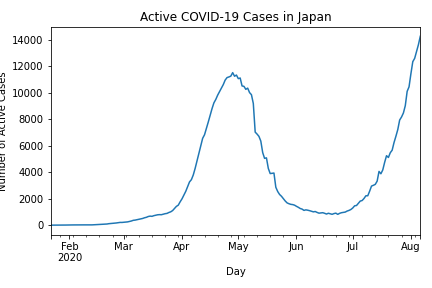 Active COVID-19 Cases in Japan
14000
12000
10000
8000
6000
4000
2000
0
Number of Active Cases
Feb Mar Apr May Jun Jul Aug
2020
Day